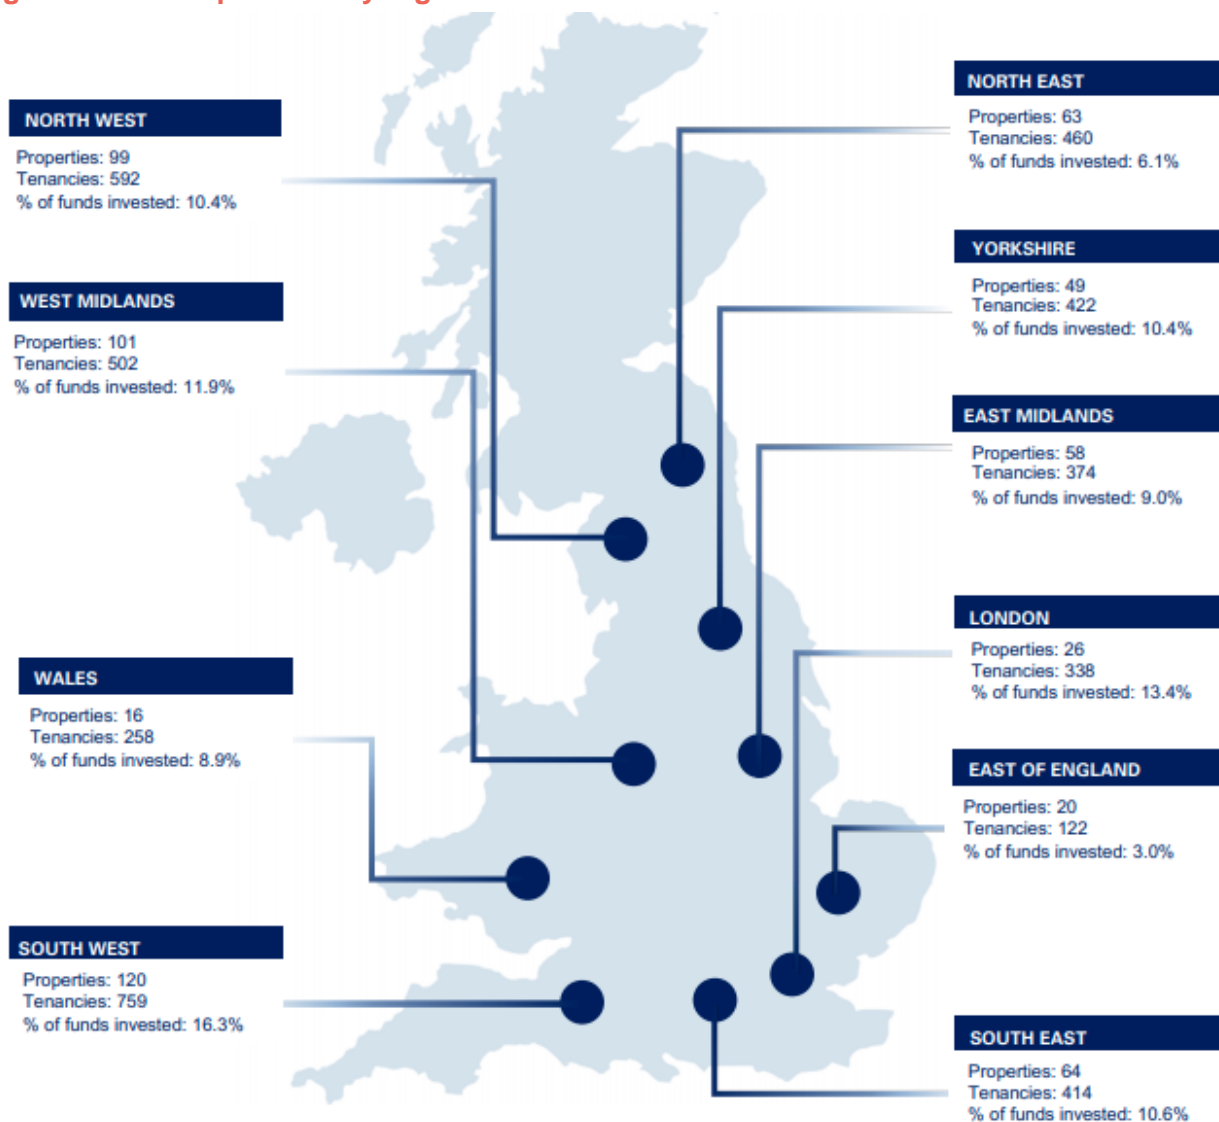 NORTH WEST
Properties: 99
Tenancies: 592
% of funds invested: 10.4%
WEST MIDLANDS
Properties: 101
Tenancies: 502
% of funds invested: 11.9%
WALES
Properties: 16
Tenancies: 258
% of funds invested: 8.9%
SOUTH WEST
Properties: 120
Tenancies: 759
% of funds invested: 16.3%
NORTH EAST
Properties: 63
Tenancies: 460
% of funds invested: 6.1%
YORKSHIRE
Properties: 49
Tenancies: 422
% of funds invested: 10.4%
EAST MIDLANDS
Properties: 58
Tenancies: 374
% of funds invested: 9.0%
LONDON
Properties: 26
Tenancies: 338
% of funds invested: 13.4%
EAST OF ENGLAND
Properties: 20
Tenancies: 122
% of funds invested: 3.0%
SOUTH EAST
Properties: 64
Tenancies: 414
% of funds invested: 10.6%